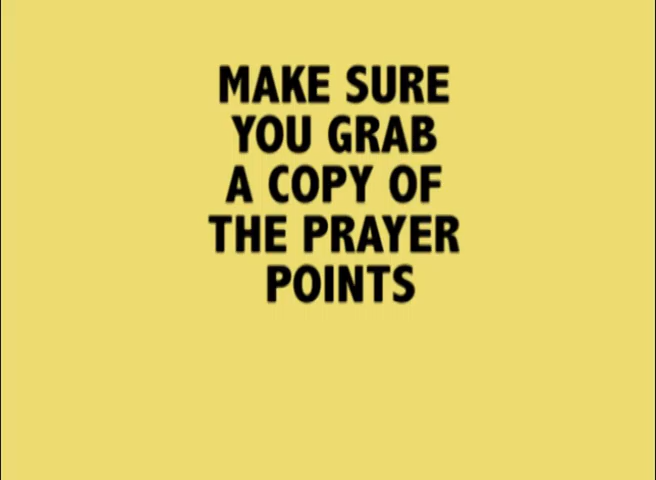 MAKE SURE
YOU GRAB
A COPY OF
THE PRAYER
POINTS